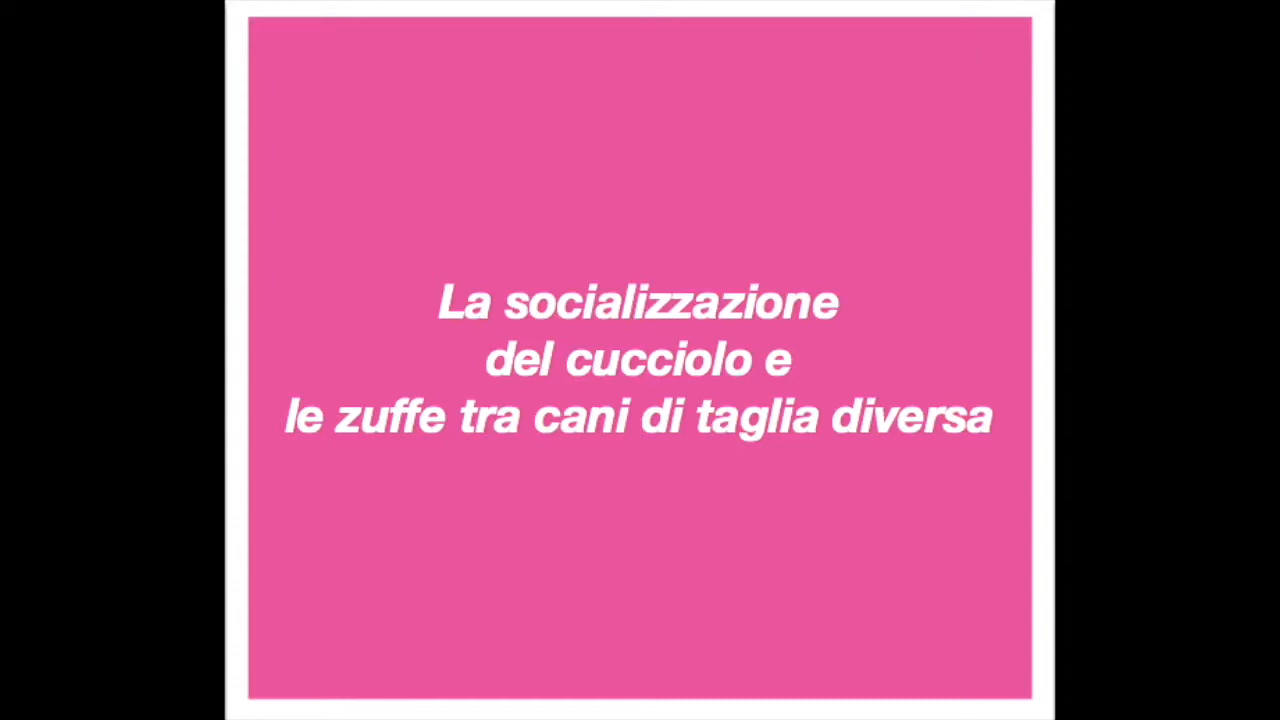 La socializzazione
del cucciolo e
le zuffe tra cani di taglia diversa